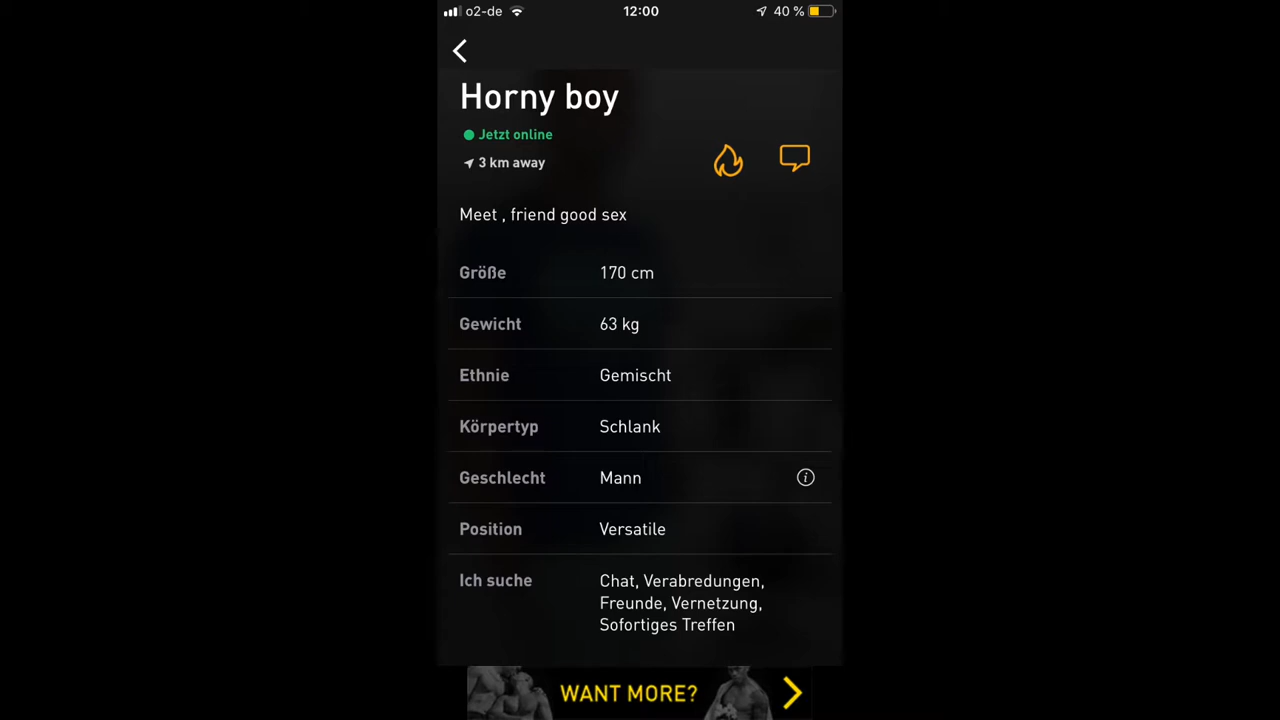 o2-de 12:00 40 %
Horny boy
Jetzt online
3 km away
Meet , friend good sex
Größe 170 cm
Gewicht 63 kg
Ethnie Gemischt
Körpertyp Schlank
Geschlecht Mann
Position Versatile
Ich suche Chat, Verabredungen,
Freunde, Vernetzung,
Sofortiges Treffen
WANT MORE?